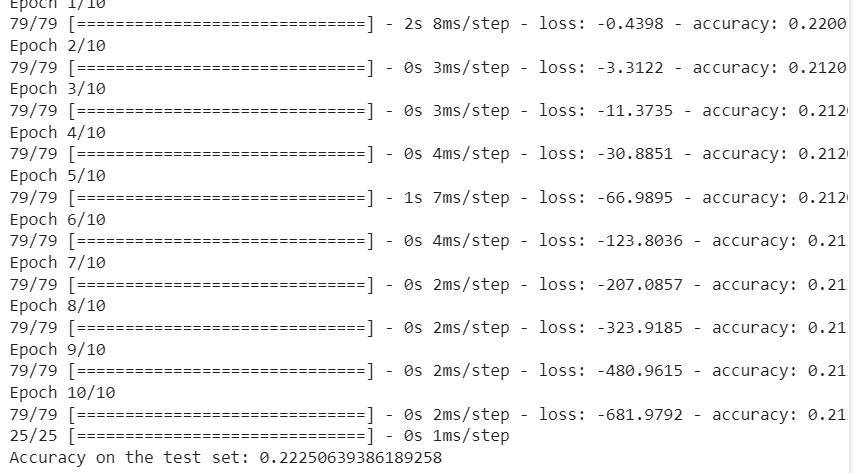 Epoch 1/10
79/79 [==============================] - 2s 8ms/step - loss: -0.4398 - accuracy: 0.2200
Epoch 2/10
79/79 [==============================] - 0s 3ms/step - loss: -3.3122 - accuracy: 0.2120
Epoch 3/10
79/79 [==============================] - 0s 3ms/step - loss: -11.3735 - accuracy: 0.212
Epoch 4/10
79/79 [==============================] - 0s 4ms/step - loss: -30.8851 - accuracy: 0.212
Epoch 5/10
79/79 [==============================] - 1s 7ms/step - loss: -66.9895 - accuracy: 0.212
Epoch 6/10
79/79 [==============================] - 0s 4ms/step - loss: -123.8036 - accuracy: 0.21
Epoch 7/10
79/79 [==============================] - 0s 2ms/step - loss: -207.0857 - accuracy: 0.21
Epoch 8/10
79/79 [==============================] - 0s 2ms/step - loss: -323.9185 - accuracy: 0.21
Epoch 9/10
79/79 [==============================] - 0s 2ms/step - loss: -480.9615 - accuracy: 0.21
Epoch 10/10
79/79 [==============================] - 0s 2ms/step - loss: -681.9792 - accuracy: 0.21
25/25 [==============================] - 0s 1ms/step
Accuracy on the test set: 0.22250639386189258